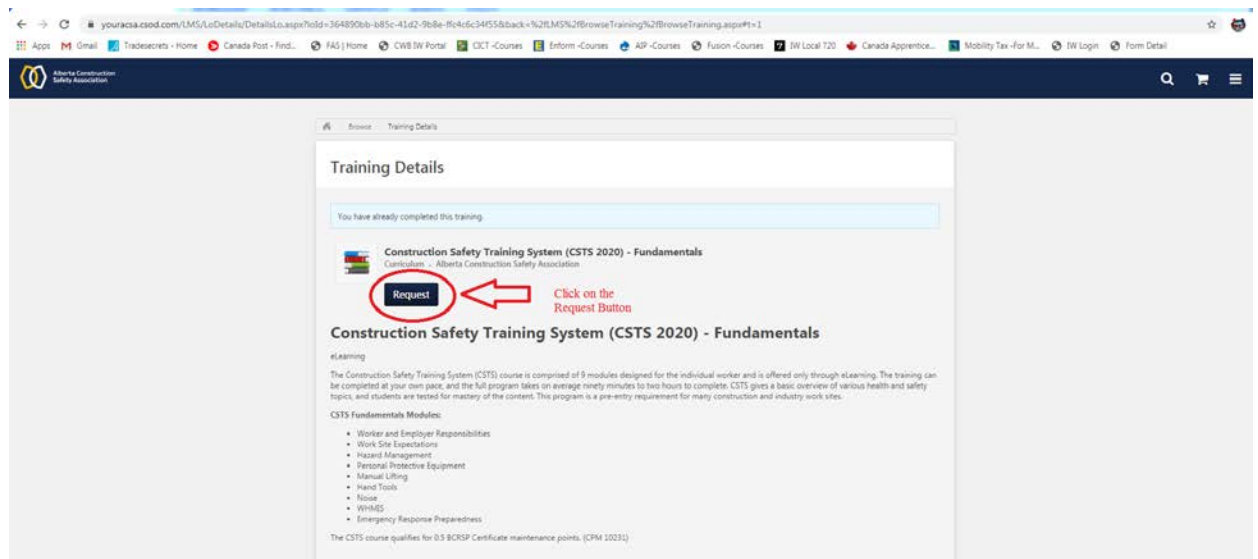 youracsa.csod.com/LMS/LoDetails/DetailsLo.aspx?loId=364890bb-b85c-41d2-9b8e-ffc4c6c34f55&back=%2fLMS%2fBrowseTraining%2fBrowseTraining.aspx#t=1
Apps Gmail Tradesecrets - Home Canada Post - Find... FAS | Home CWB IW Portal CICT -Courses Enform -Courses AIP -Courses Fusion -Courses IW Local 720 Canada Apprentice... Mobility Tax -For M... IW Login Form Detail
Alberta Construction
Safety Association
Browse Training Details
Training Details
You have already completed this training.
Construction Safety Training System (CSTS 2020) - Fundamentals
Curriculum • Alberta Construction Safety Association
Request
Click on the
Request Button
Construction Safety Training System (CSTS 2020) - Fundamentals
eLearning
The Construction Safety Training System (CSTS) course is comprised of 9 modules designed for the individual worker and is offered only through eLearning. The training can
be completed at your own pace, and the full program takes on average ninety minutes to two hours to complete. CSTS gives a basic overview of various health and safety
topics, and students are tested for mastery of the content. This program is a pre-entry requirement for many construction and industry work sites.
CSTS Fundamentals Modules:
• Worker and Employer Responsibilities
• Work Site Expectations
• Hazard Management
• Personal Protective Equipment
• Manual Lifting
• Hand Tools
• Noise
• WHMIS
• Emergency Response Preparedness
The CSTS course qualifies for 0.5 BCRSP Certificate maintenance points. (CPM 10231)